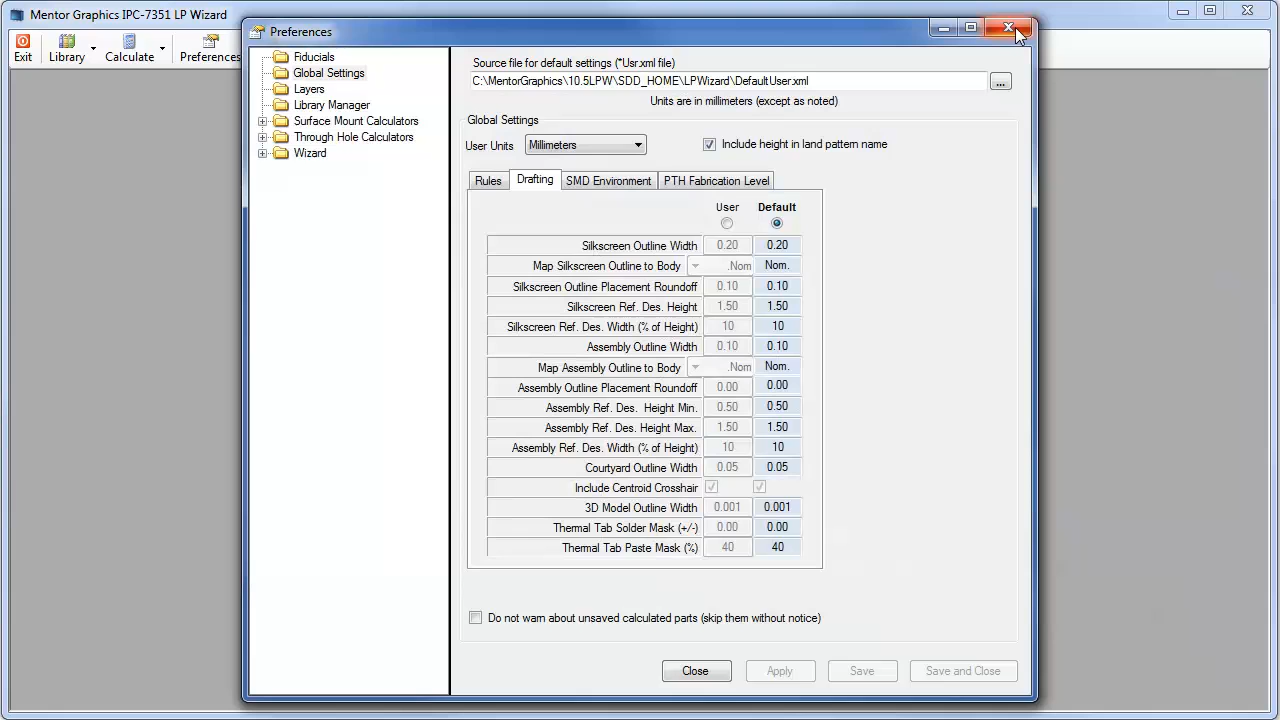 Mentor Graphics IPC-7351 LP Wizard
Exit
Library
Calculate
Preferences
Preferences
Fiducials
Global Settings
Layers
Library Manager
Surface Mount Calculators
Through Hole Calculators
Wizard
Source file for default settings (*Usr.xml file)
C:\MentorGraphics\10.5LPW\SDD_HOME\LPWizard\DefaultUser.xml
...
Units are in millimeters (except as noted)
Global Settings
User Units Millimeters
Include height in land pattern name
Rules Drafting SMD Environment PTH Fabrication Level
User Default
Silkscreen Outline Width 0.20 0.20
Map Silkscreen Outline to Body .Nom Nom.
Silkscreen Outline Placement Roundoff 0.10 0.10
Silkscreen Ref. Des. Height 1.50 1.50
Silkscreen Ref. Des. Width (% of Height) 10 10
Assembly Outline Width 0.10 0.10
Map Assembly Outline to Body .Nom Nom.
Assembly Outline Placement Roundoff 0.00 0.00
Assembly Ref. Des. Height Min. 0.50 0.50
Assembly Ref. Des. Height Max. 1.50 1.50
Assembly Ref. Des. Width (% of Height) 10 10
Courtyard Outline Width 0.05 0.05
Include Centroid Crosshair
3D Model Outline Width 0.001 0.001
Thermal Tab Solder Mask (+/-) 0.00 0.00
Thermal Tab Paste Mask (%) 40 40
Do not warn about unsaved calculated parts (skip them without notice)
Close Apply Save Save and Close